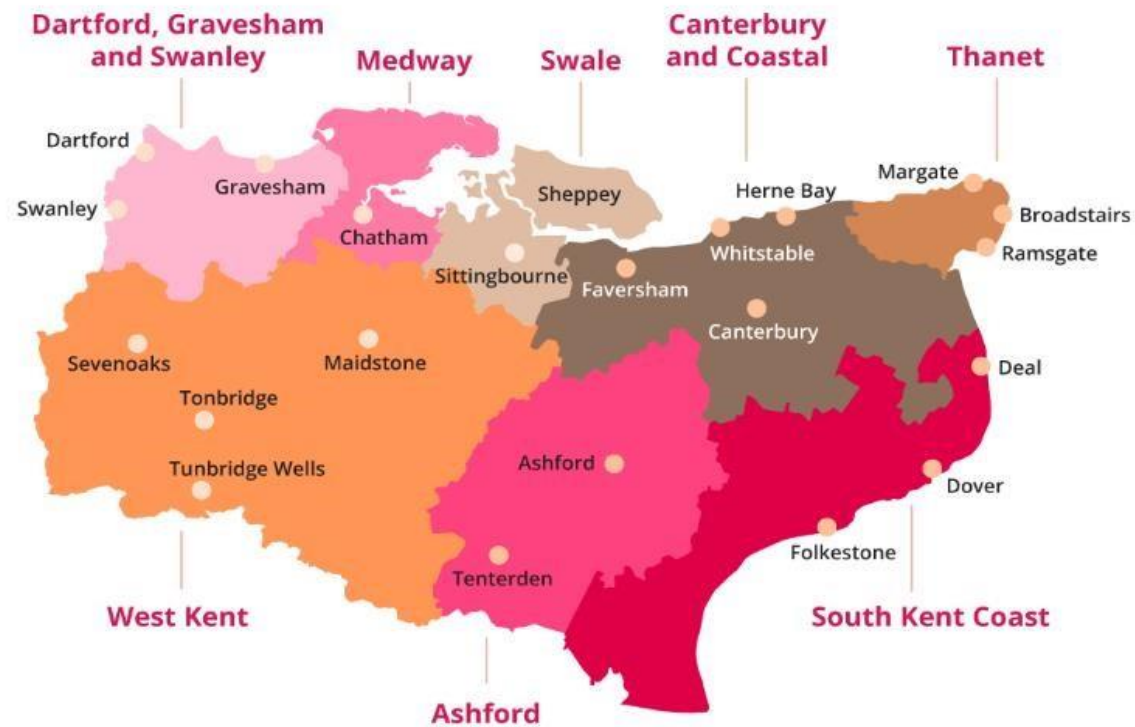 Dartford, Gravesham
and Swanley
Medway
Swale
Canterbury
and Coastal
Thanet
Dartford
Gravesham
Swanley
Chatham
Sheppey
Sittingbourne
Herne Bay
Whitstable
Faversham
Canterbury
Margate
Broadstairs
Ramsgate
Sevenoaks
Maidstone
Tonbridge
Tunbridge Wells
Ashford
Tenterden
Deal
Dover
Folkestone
West Kent
South Kent Coast
Ashford